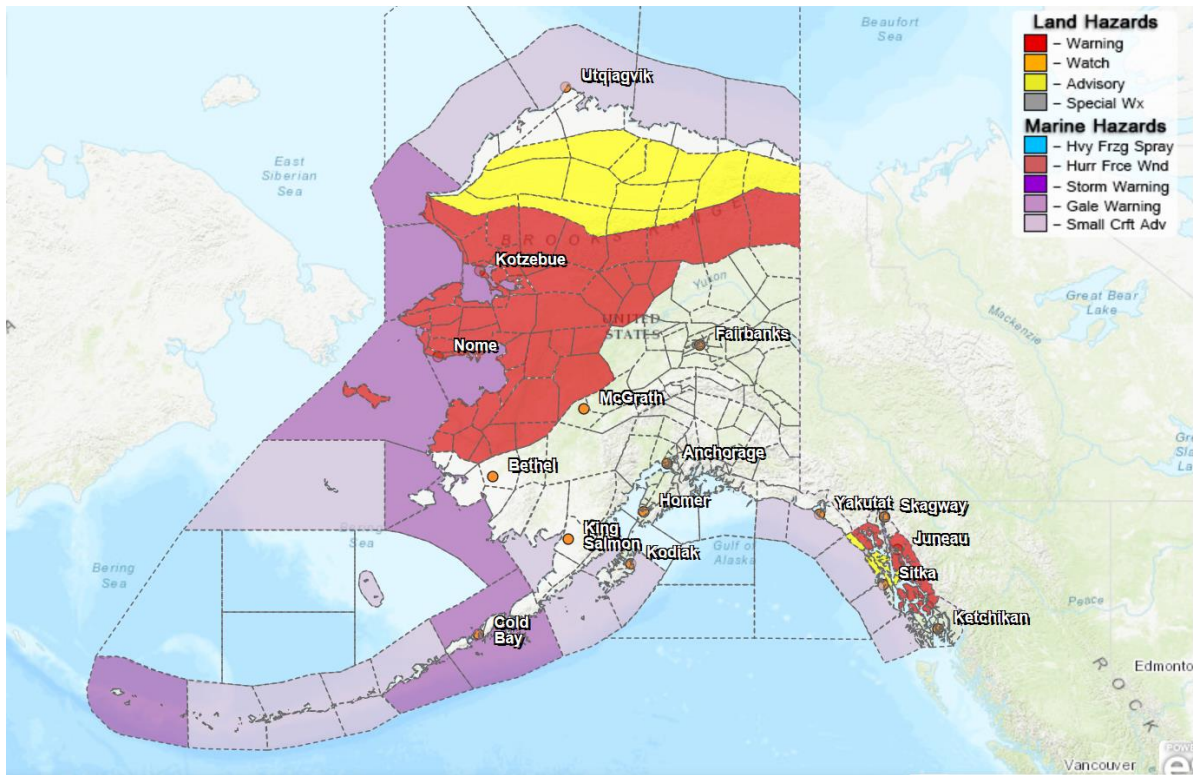 Beaufort
Sea
Land Hazards
– Warning
– Watch
– Advisory
– Special Wx
Marine Hazards
– Hvy Frzg Spray
– Hurr Frce Wnd
– Storm Warning
– Gale Warning
– Small Crft Adv
Utqiagvik
East
Siberian
Sea
BROOKS RANGE
Kotzebue
Yukon
Great Bear
Lake
Mackenzie
UNITED
STATES
Fairbanks
Nome
McGrath
Anchorage
Bethel
Homer
Yakutat
Skagway
King
Salmon
Kodiak
Juneau
Gulf of
Alaska
Bering
Sea
Sitka
Bering
Sea
Peace
Cold
Bay
Ketchikan
Edmonto
ROCK
Vancouver